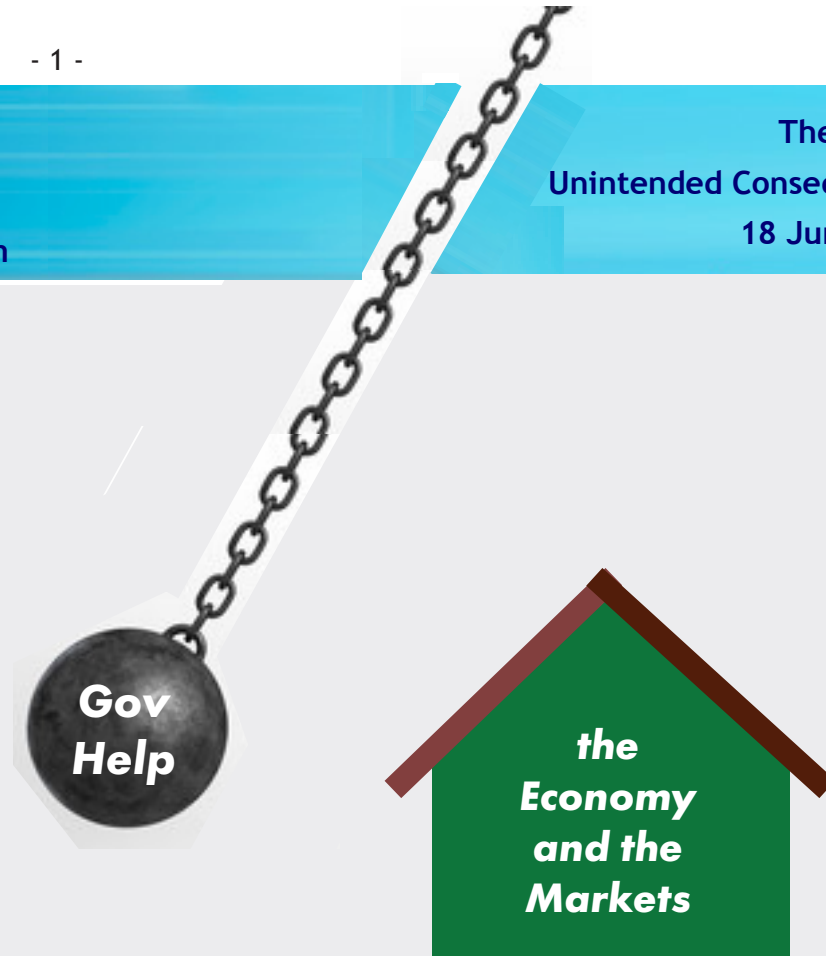 - 1 -
The
Unintended Conse
18 Ju
Gov
Help
the
Economy
and the
Markets